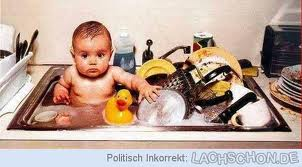 Politisch Inkorrekt:
LACHSCHON.DE